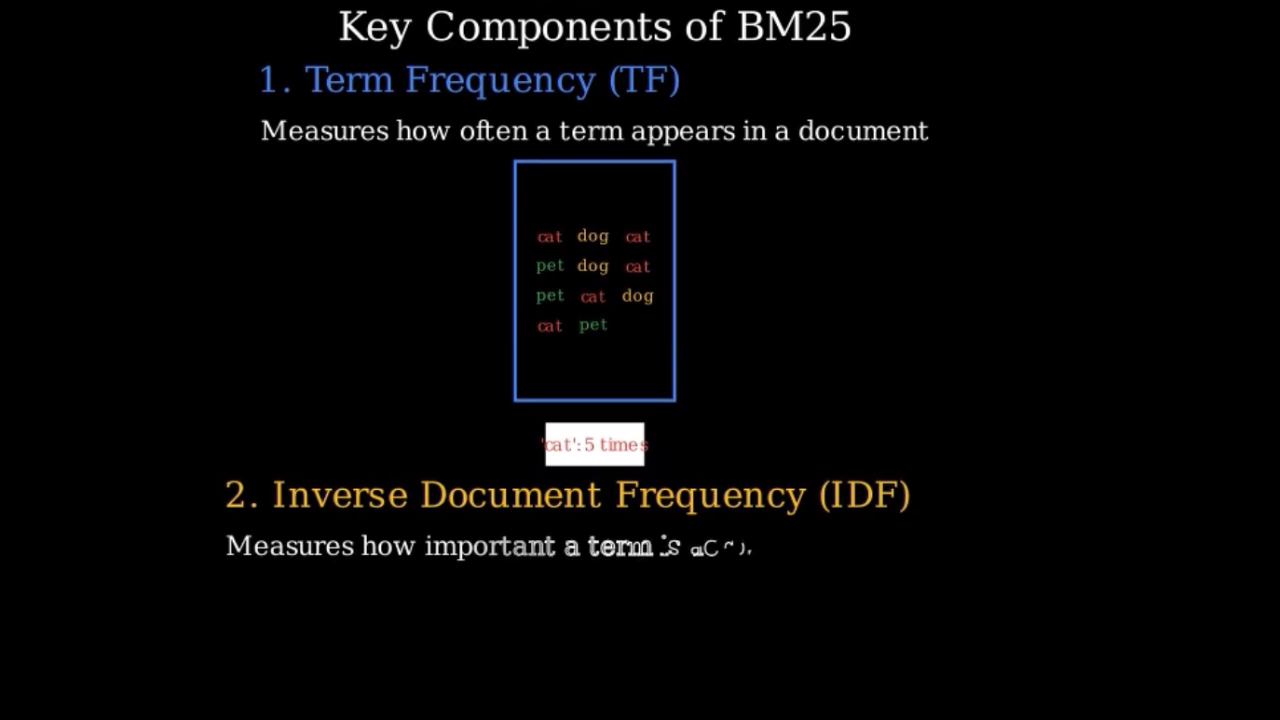 Key Components of BM25
1. Term Frequency (TF)
Measures how often a term appears in a document
cat dog cat
pet dog cat
pet cat dog
cat pet
'cat': 5 times
2. Inverse Document Frequency (IDF)
Measures how important a term is